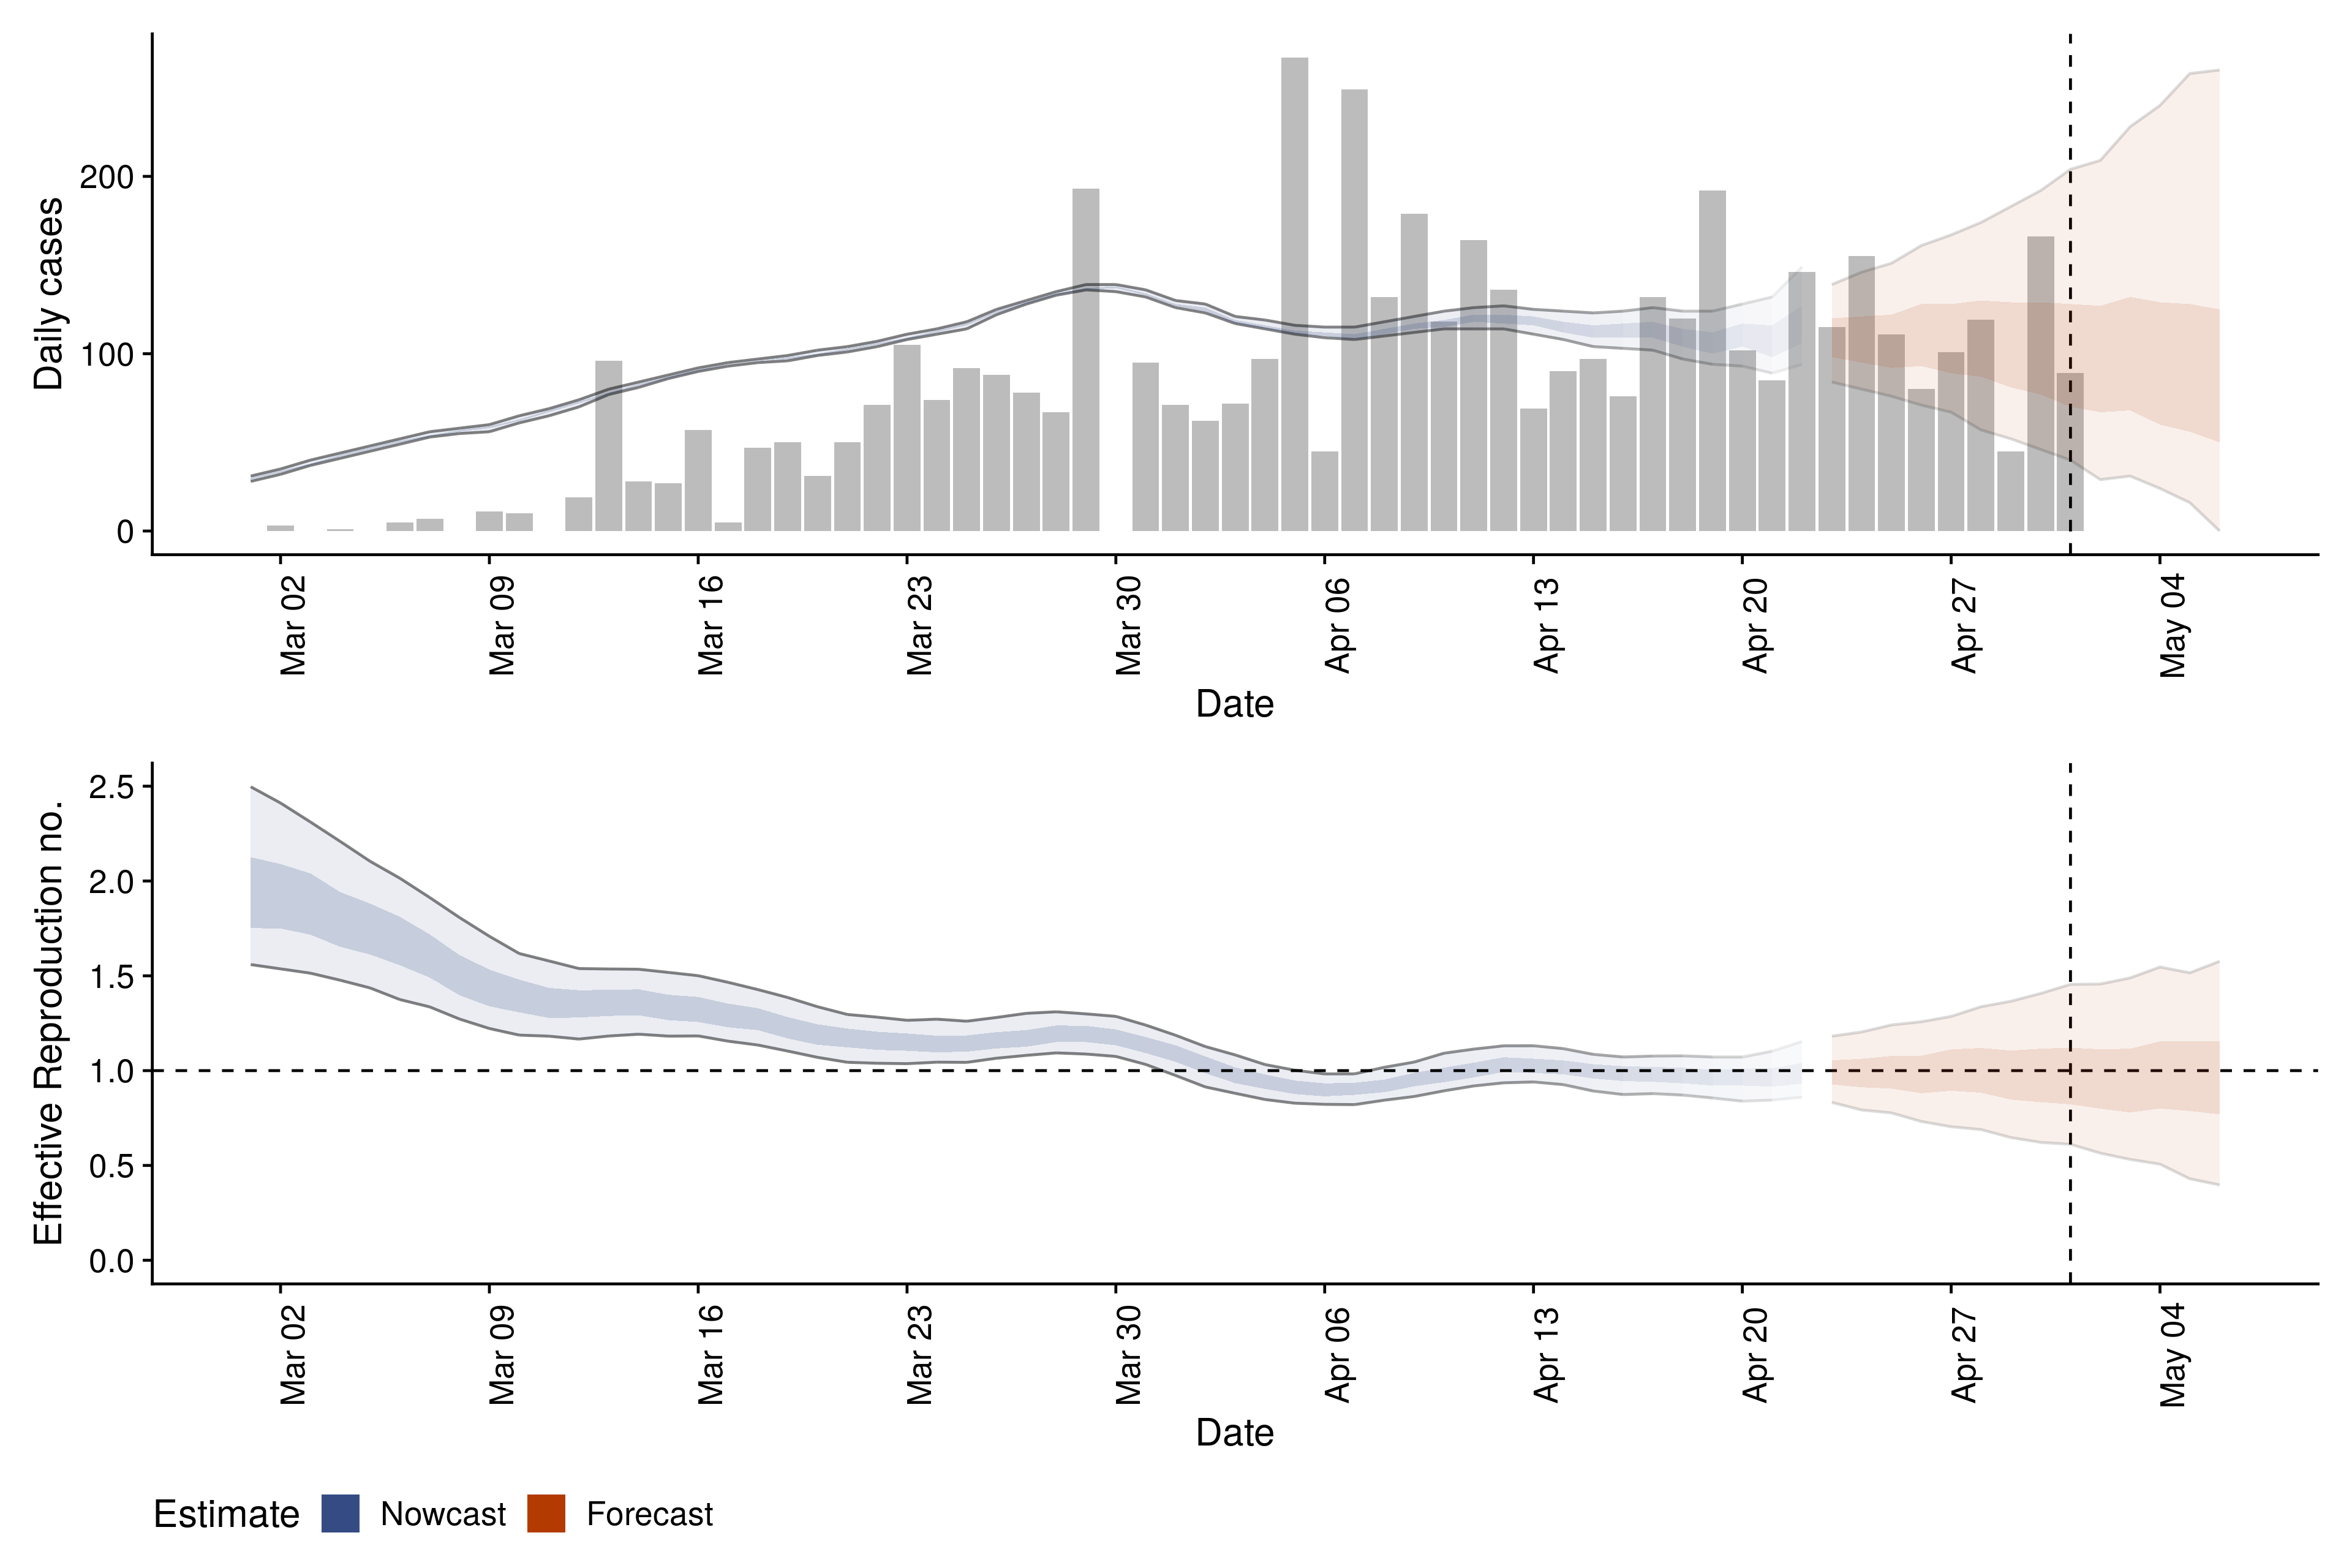 Daily cases
200
100
0
Mar 02
Mar 09
Mar 16
Mar 23
Mar 30
Apr 06
Apr 13
Apr 20
Apr 27
May 04
Date
Effective Reproduction no.
2.5
2.0
1.5
1.0
0.5
0.0
Mar 02
Mar 09
Mar 16
Mar 23
Mar 30
Apr 06
Apr 13
Apr 20
Apr 27
May 04
Date
Estimate Nowcast Forecast